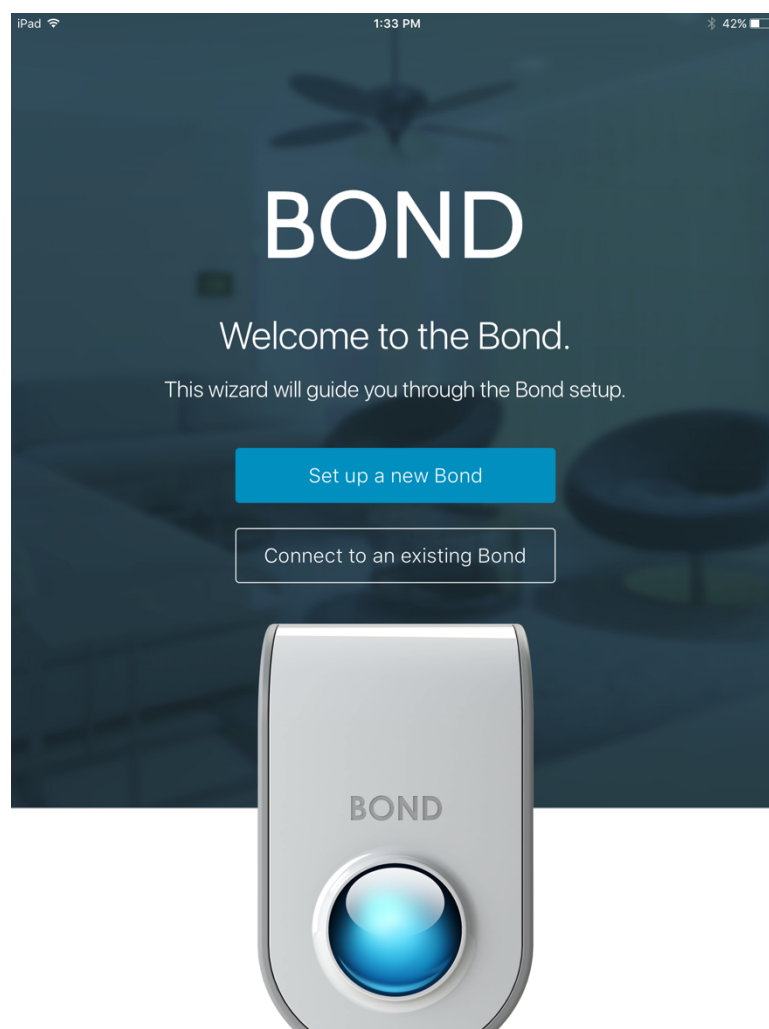 iPad 1:33 PM 42%
BOND
Welcome to the Bond.
This wizard will guide you through the Bond setup.
Set up a new Bond
Connect to an existing Bond
BOND